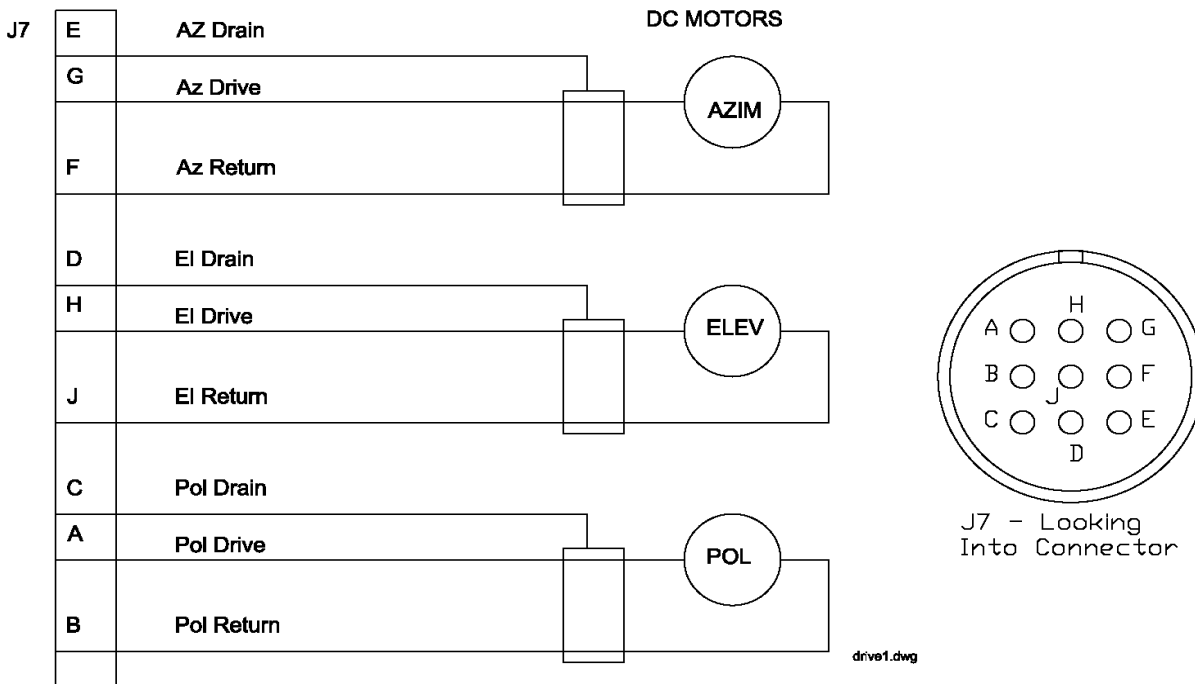 DC MOTORS
J7
E AZ Drain
G Az Drive
AZIM
F Az Return
D El Drain
H El Drive
ELEV
J El Return
C Pol Drain
A Pol Drive
POL
B Pol Return
drive1.dwg
H
A G
B F
J
C E
D
J7 - Looking
Into Connector